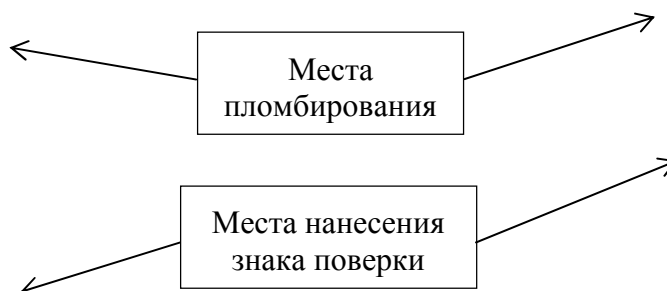 Места
пломбирования
Места нанесения
знака поверки